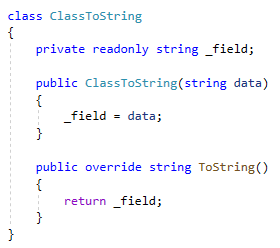 class ClassToString
{
    private readonly string _field;

    public ClassToString(string data)
    {
        _field = data;
    }

    public override string ToString()
    {
        return _field;
    }
}